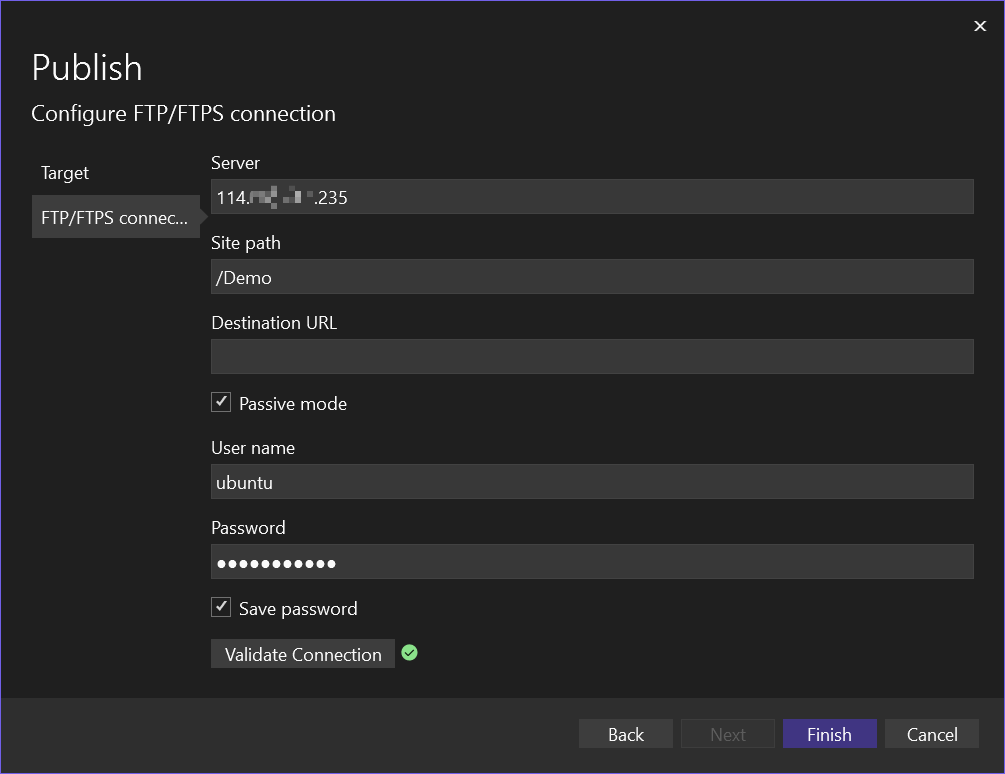 Publish
Configure FTP/FTPS connection
Target
FTP/FTPS connec...
Server
114. .235
Site path
/Demo
Destination URL
Passive mode
User name
ubuntu
Password
●●●●●●●●●●●
Save password
Validate Connection
Back
Next
Finish
Cancel